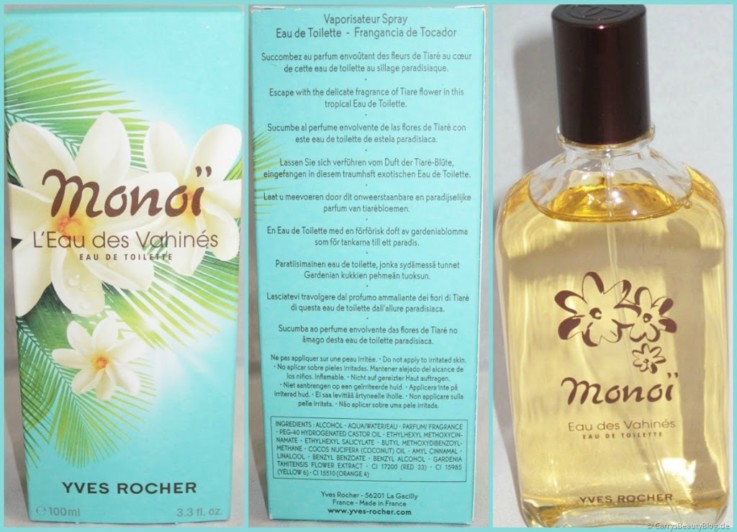 monoï
L'Eau des Vahinés
EAU DE TOILETTE
YVES ROCHER
℮100ml
3.3 fl. oz.
Vaporisateur Spray
Eau de Toilette - Frangancia de Tocador
Succombez au parfum envoûtant des fleurs de Tiaré au cœur
de cette eau de toilette au sillage paradisiaque.
Escape with the delicate fragrance of Tiare flower in this
tropical Eau de Toilette.
Sucumbe al perfume envolvente de las flores de Tiaré con
este eau de toilette de estela paradisiaca.
Lassen Sie sich verführen vom Duft der Tiaré-Blüte,
eingefangen in diesem traumhaft exotischen Eau de Toilette.
Laat u meevoeren door dit onweerstaanbare en paradijselijke
parfum van tiarébloemen.
En Eau de Toilette med en förförisk doft av gardeniablomma
som för tankarna till ett paradis.
Paratiisimainen eau de toilette, jonka sydämessä tunnet
Gardenian kukkien pehmeän tuoksun.
Lasciatevi travolgere dal profumo ammaliante dei fiori di Tiaré
di questa eau de toilette dall'allure paradisiaca.
Sucumba ao perfume envolvente das flores de Tiaré no
âmago desta eau de toilette paradisiaca.
Ne pas appliquer sur une peau irritée. • Do not apply to irritated skin.
• No aplicar sobre pieles irritadas. Mantener alejado del alcance de
los niños. Inflamable. • Nicht auf gereizter Haut auftragen.
• Niet aanbrengen op een geïrriteerde huid. • Applicera inte på
irriterad hud. • Ei saa levittää ärtyneelle iholle. • Non applicare sulle
pelle irritata. • Não aplicar sobre uma pele irritada.
INGREDIENTS: ALCOHOL • AQUA/WATER/EAU • PARFUM/FRAGRANCE
• PEG-40 HYDROGENATED CASTOR OIL • ETHYLHEXYL METHOXYCIN-
NAMATE • ETHYLHEXYL SALICYLATE • BUTYL METHOXYDIBENZOYL-
METHANE • COCOS NUCIFERA (COCONUT) OIL • AMYL CINNAMAL •
LINALOOL • BENZYL BENZOATE • BENZYL ALCOHOL • GARDENIA
TAHITENSIS FLOWER EXTRACT • CI 17200 (RED 33) • CI 15985
(YELLOW 6) • CI 15510 (ORANGE 4)
Yves Rocher - 56201 La Gacilly
France - Made in France
www.yves-rocher.com
monoï
Eau des Vahinés
EAU DE TOILETTE
YVES ROCHER